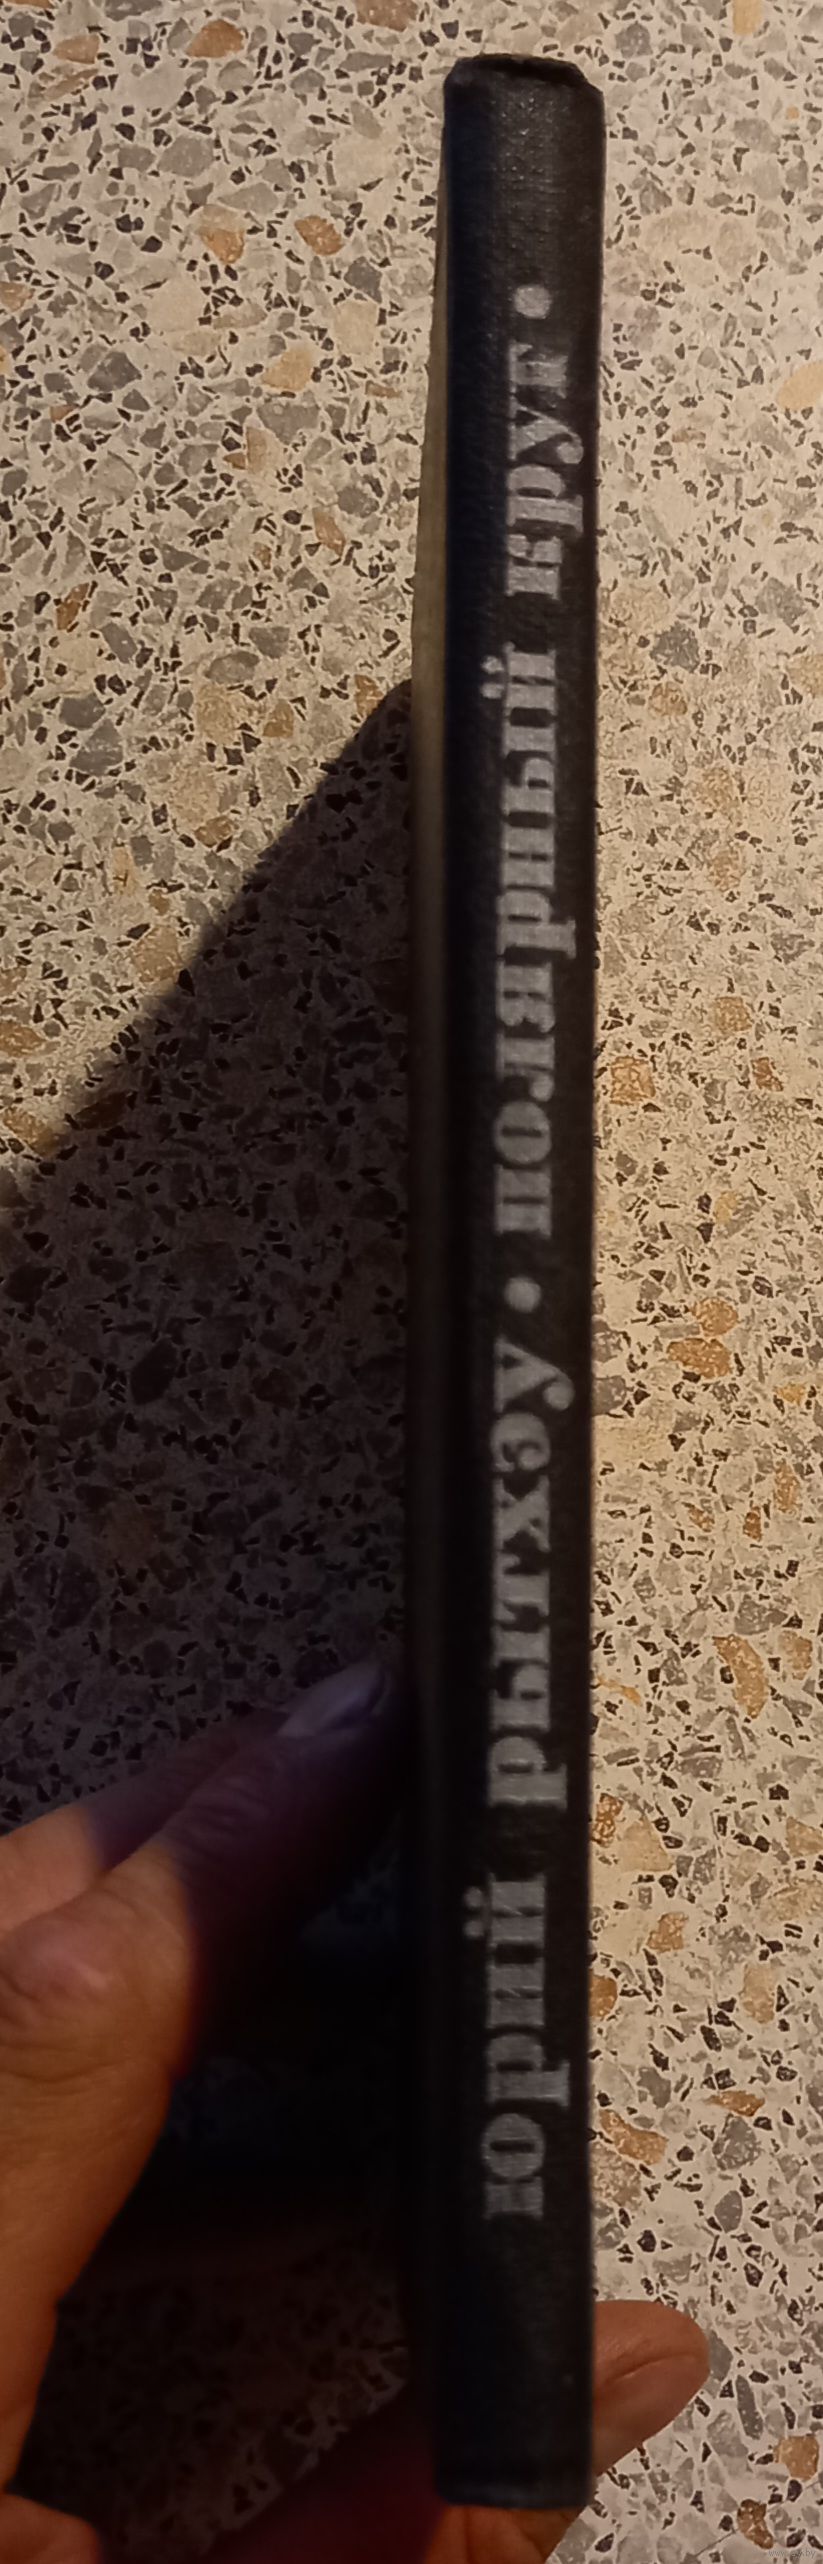 юрий рытхэу • полярный круг •